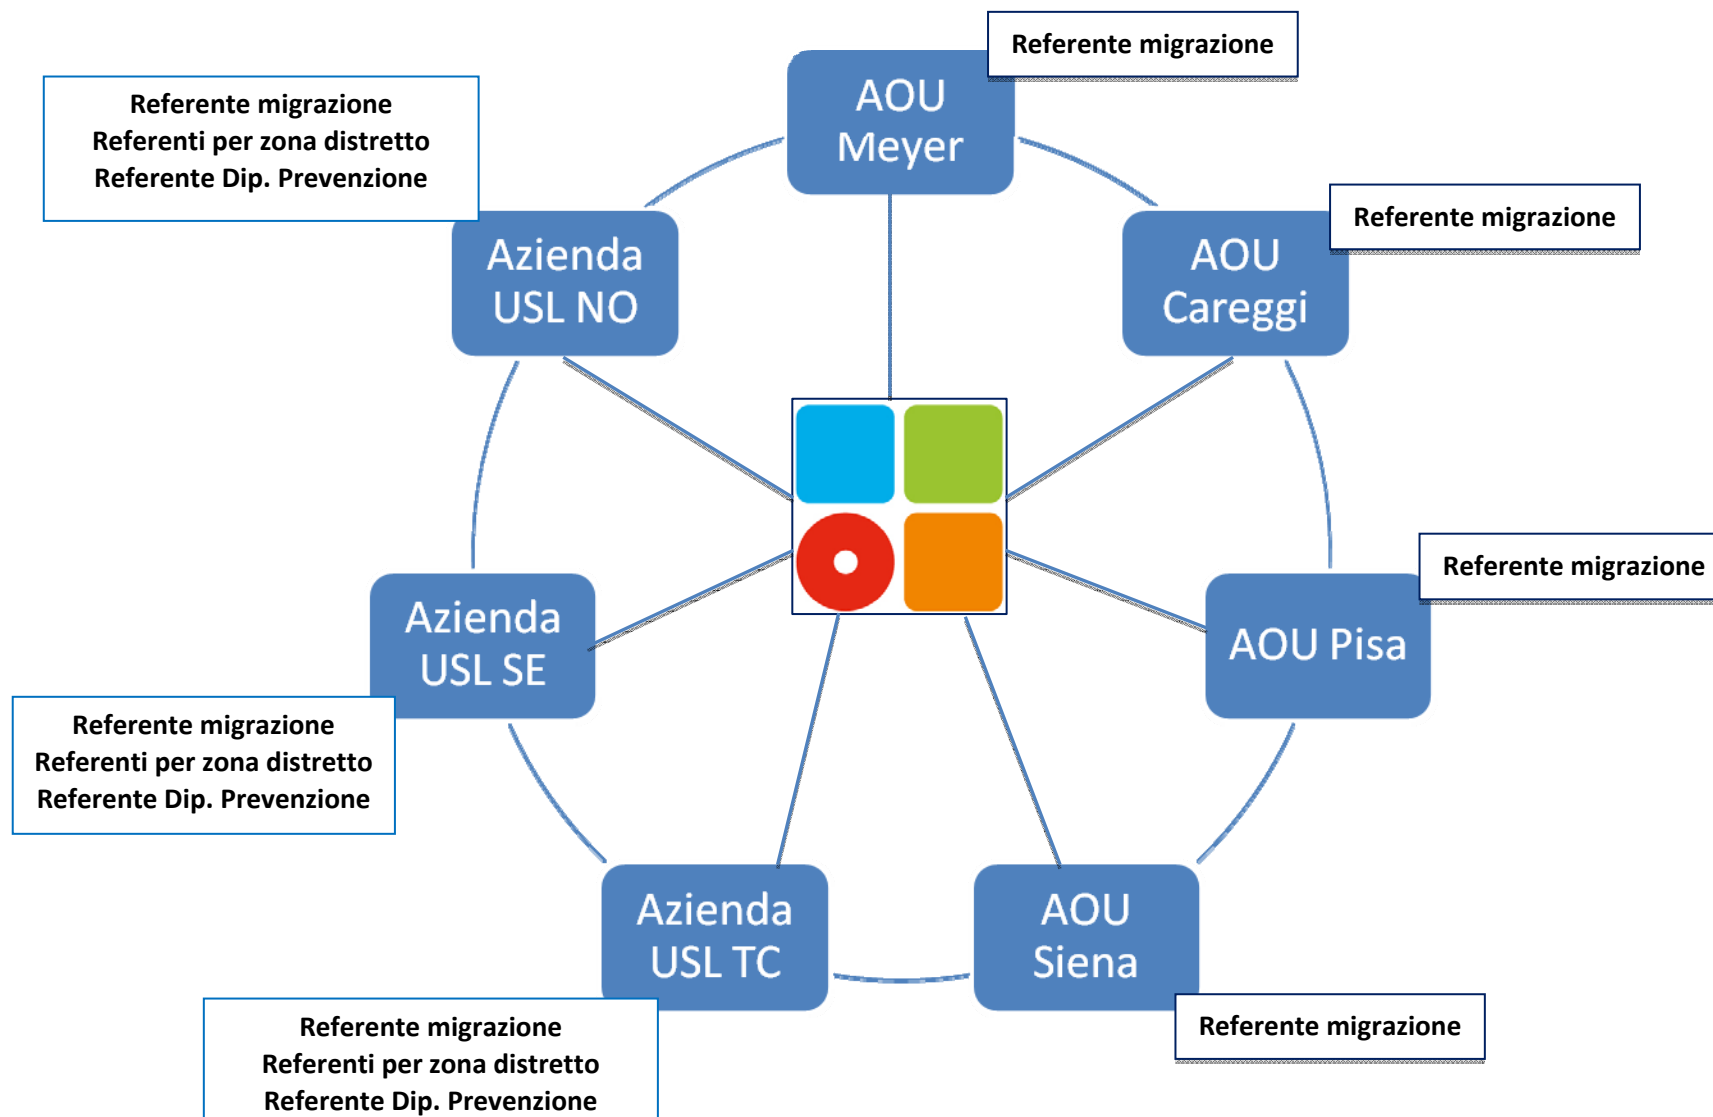 Referente migrazione
AOU
Meyer
Referente migrazione
Referenti per zona distretto
Referente Dip. Prevenzione
Azienda
USL NO
Referente migrazione
AOU
Careggi
Referente migrazione
AOU Pisa
Azienda
USL SE
Referente migrazione
Referenti per zona distretto
Referente Dip. Prevenzione
Azienda
USL TC
Referente migrazione
Referenti per zona distretto
Referente Dip. Prevenzione
AOU
Siena
Referente migrazione